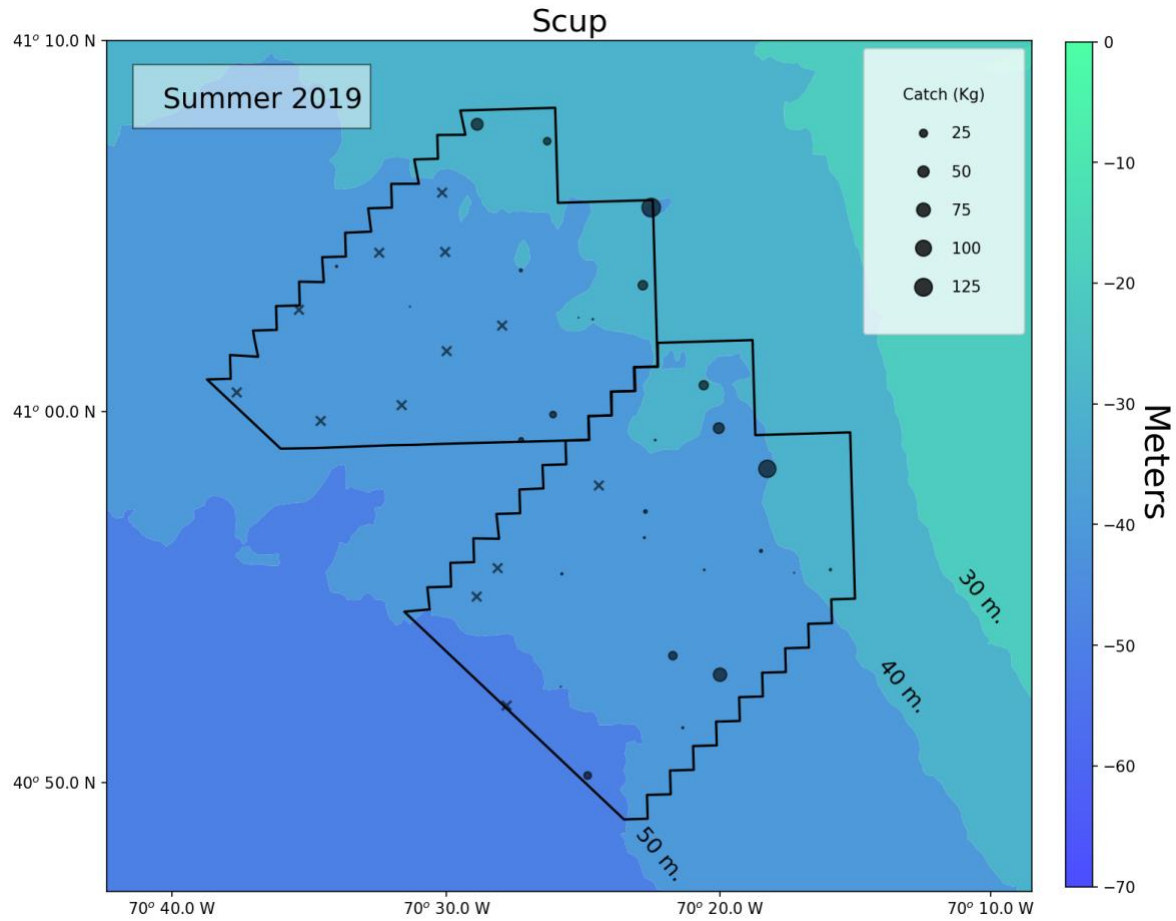 Scup
41° 10.0 N
41° 00.0 N
40° 50.0 N
Summer 2019
Catch (Kg)
25
50
75
100
125
30 m.
40 m.
50 m.
70° 40.0 W
70° 30.0 W
70° 20.0 W
70° 10.0 W
0
−10
−20
−30
−40
−50
−60
−70
Meters